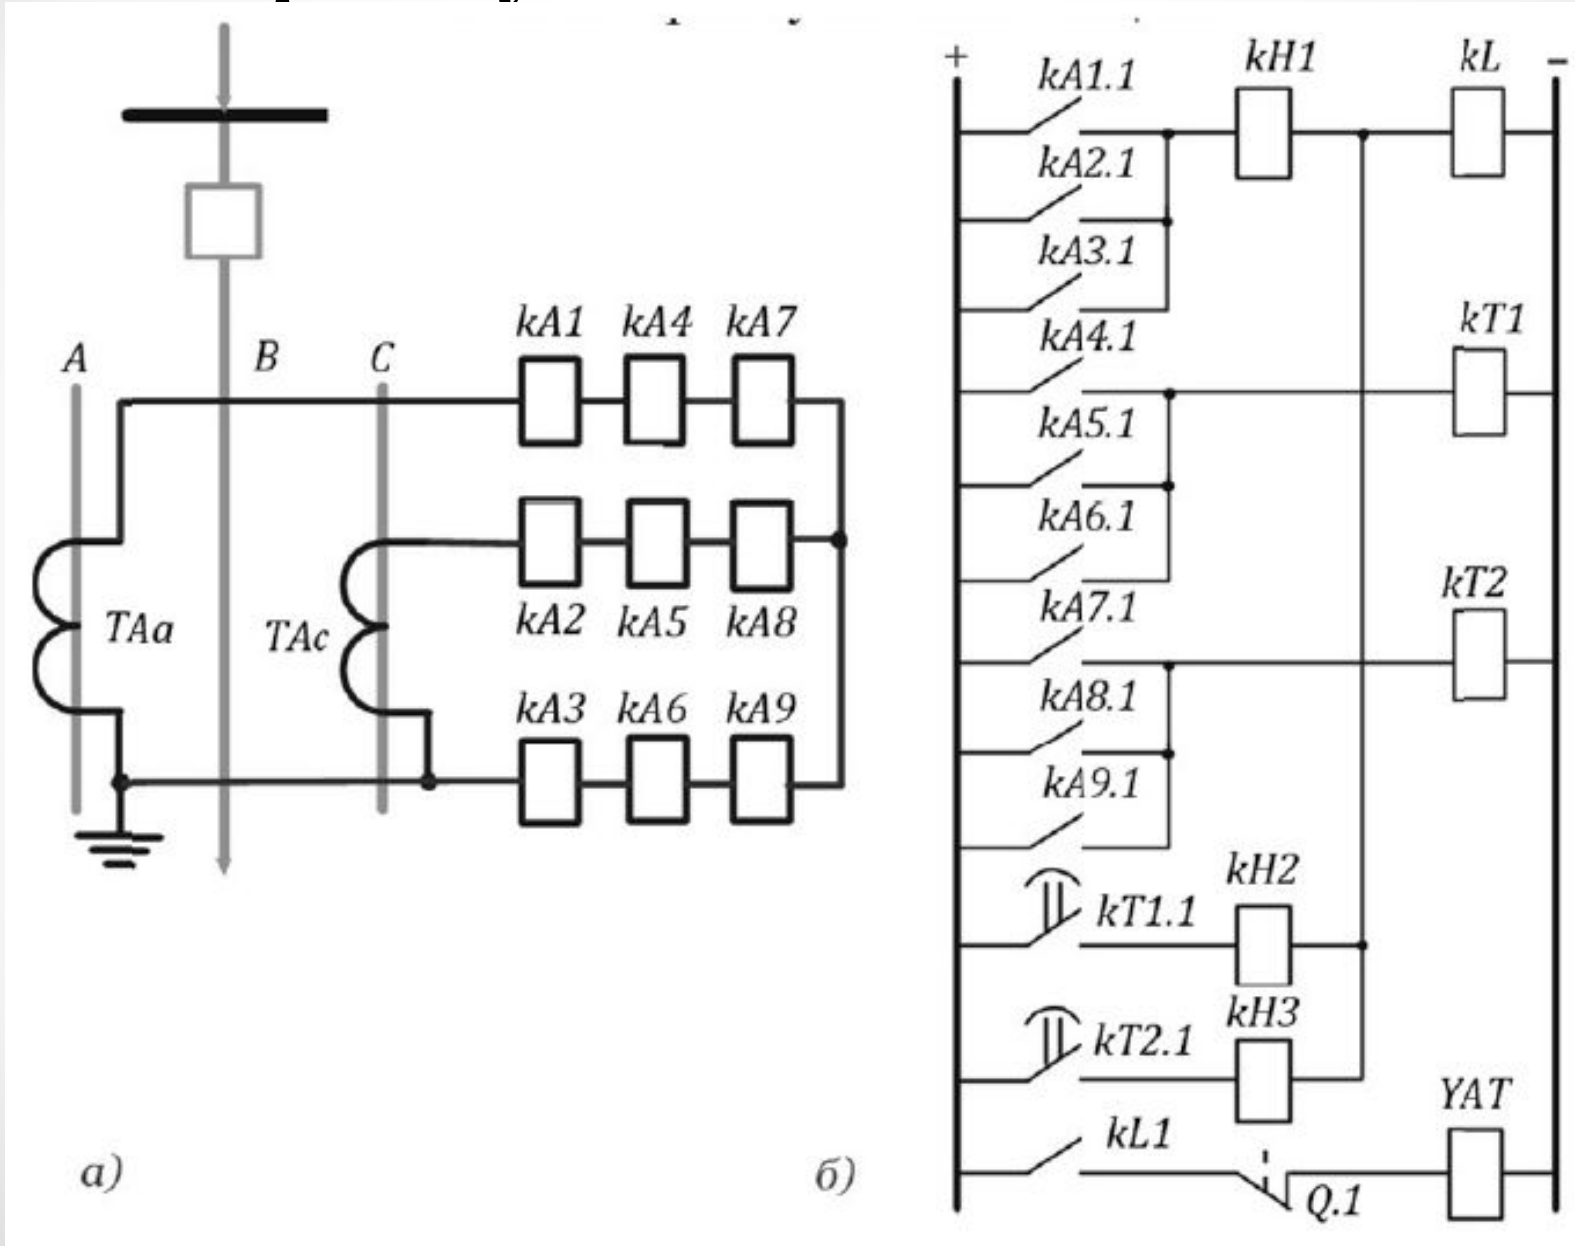 A
B
C
kA1 kA4 kA7
TAa
TAc
kA2 kA5 kA8
kA3 kA6 kA9
а)
+
−
kA1.1
kH1
kL
kA2.1
kA3.1
kA4.1
kT1
kA5.1
kA6.1
kA7.1
kT2
kA8.1
kA9.1
kH2
kT1.1
kH3
kT2.1
YAT
kL1
Q.1
б)